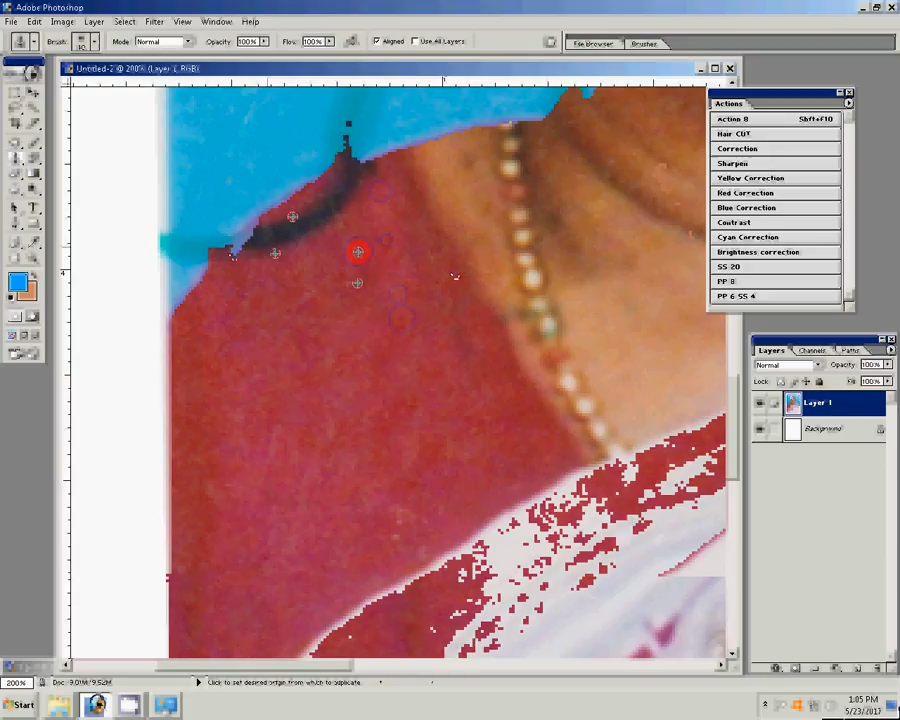 Adobe Photoshop
File Edit Image Layer Select Filter View Window Help
Brush: 10 Mode Normal Opacity: 100% Flow: 100% Aligned Use All Layers File Browser Brushes
Untitled-2 @ 200% (Layer 1, RGB)
Actions
Action 8 Shft+F10
Hair CUT
Correction
Sharpen
Yellow Correction
Red Correction
Blue Correction
Contrast
Cyan Correction
Brightness correction
SS 20
PP 8
PP 6 SS 4
Layers Channels Paths
Normal Opacity: 100%
Lock: Fill: 100%
Layer 1
Background
4
200% Doc: 9.01M/9.52M Click to set desired origin from which to duplicate.
Start
1:05 PM
5/23/2017